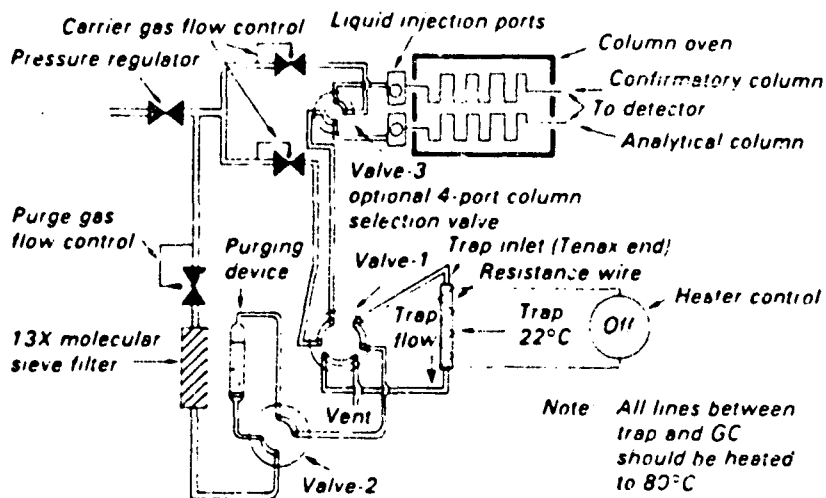 Carrier gas flow control
Pressure regulator
Liquid injection ports
Column oven
Confirmatory column
To detector
Analytical column
Valve-3
optional 4-port column
selection valve
Purge gas
flow control
Purging
device
Valve-1
Trap inlet (Tenax end)
Resistance wire
Heater control
13X molecular
sieve filter
Trap
flow
Trap
22°C
Off
Vent
Valve-2
Note All lines between
trap and GC
should be heated
to 80°C